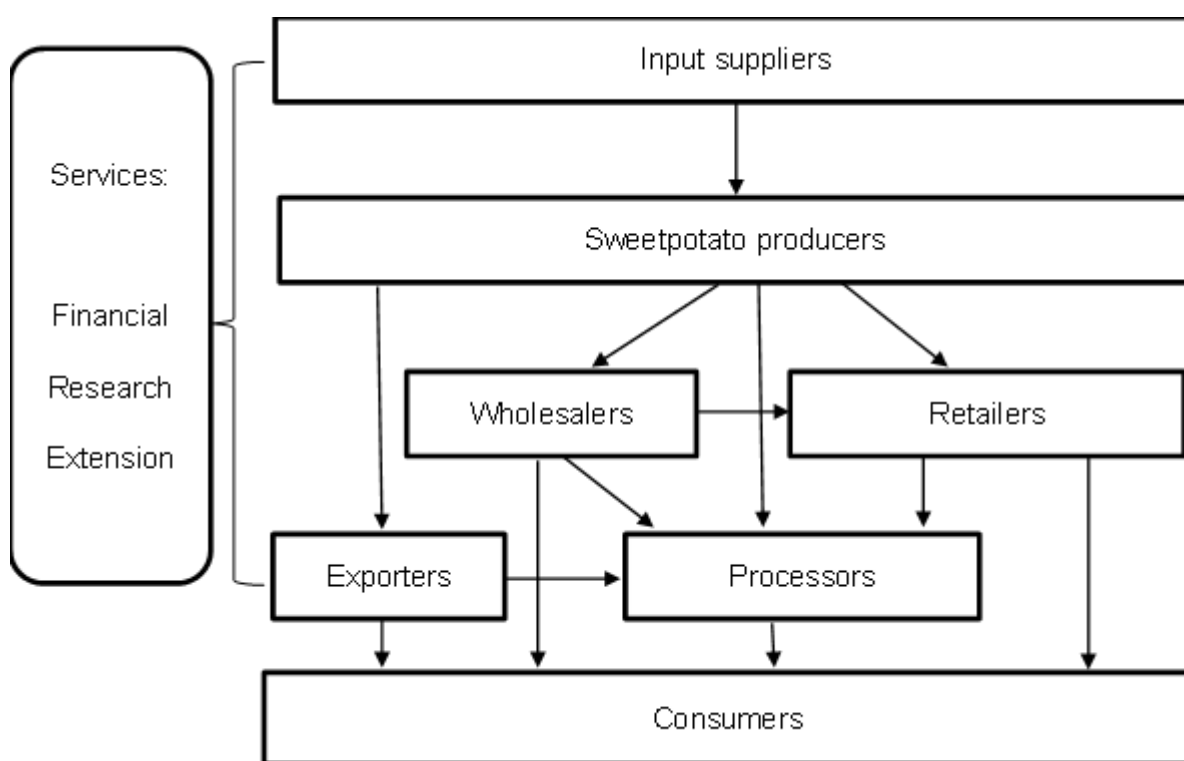 Input suppliers
Services:
Financial
Research
Extension
Sweetpotato producers
Wholesalers
Retailers
Exporters
Processors
Consumers